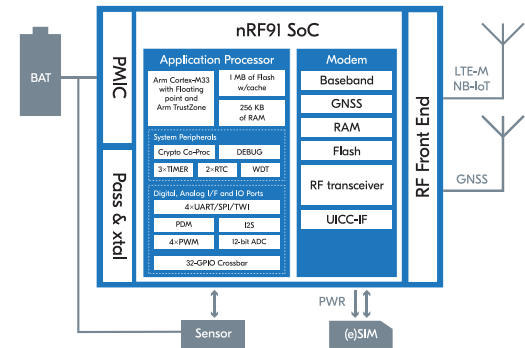 nRF91 SoC
BAT
PMIC
Pass & xtal
Application Processor
Arm Cortex-M33
with Floating
point and
Arm TrustZone
1 MB of Flash
w/cache
256 KB
of RAM
System Peripherals
Crypto Co-Proc
DEBUG
3×TIMER
2×RTC
WDT
Digital, Analog I/F and IO Ports
4×UART/SPI/TWI
PDM
I2S
4×PWM
12-bit ADC
32-GPIO Crossbar
Modem
Baseband
GNSS
RAM
Flash
RF transceiver
UICC-IF
RF Front End
LTE-M
NB-IoT
GNSS
PWR
Sensor
(e)SIM